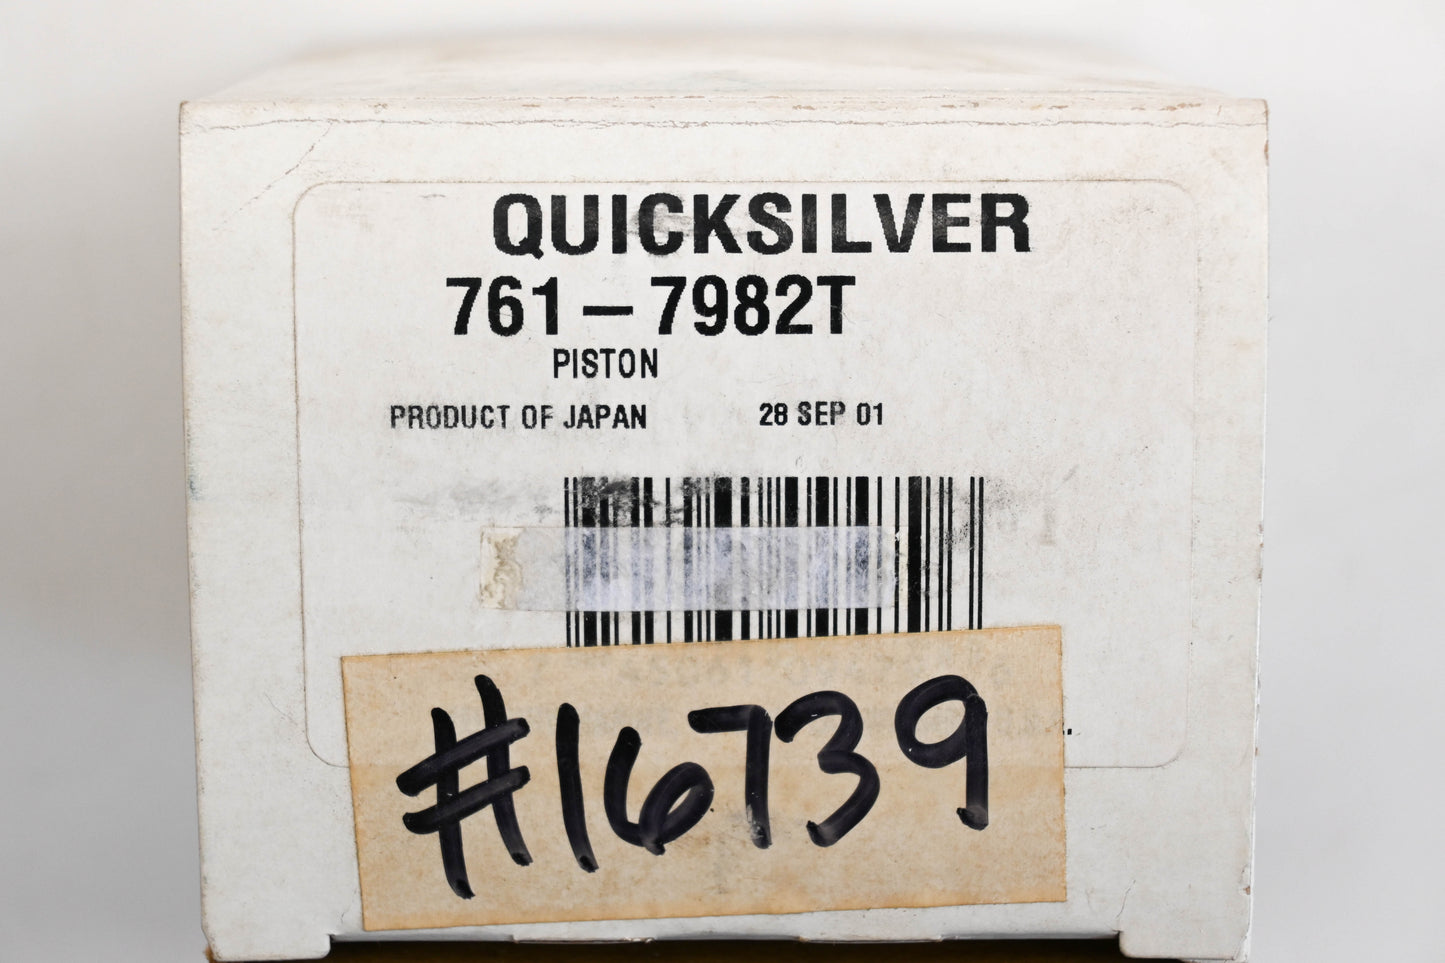 QUICKSILVER
761-7982T
PISTON
PRODUCT OF JAPAN 28 SEP 01
#16739